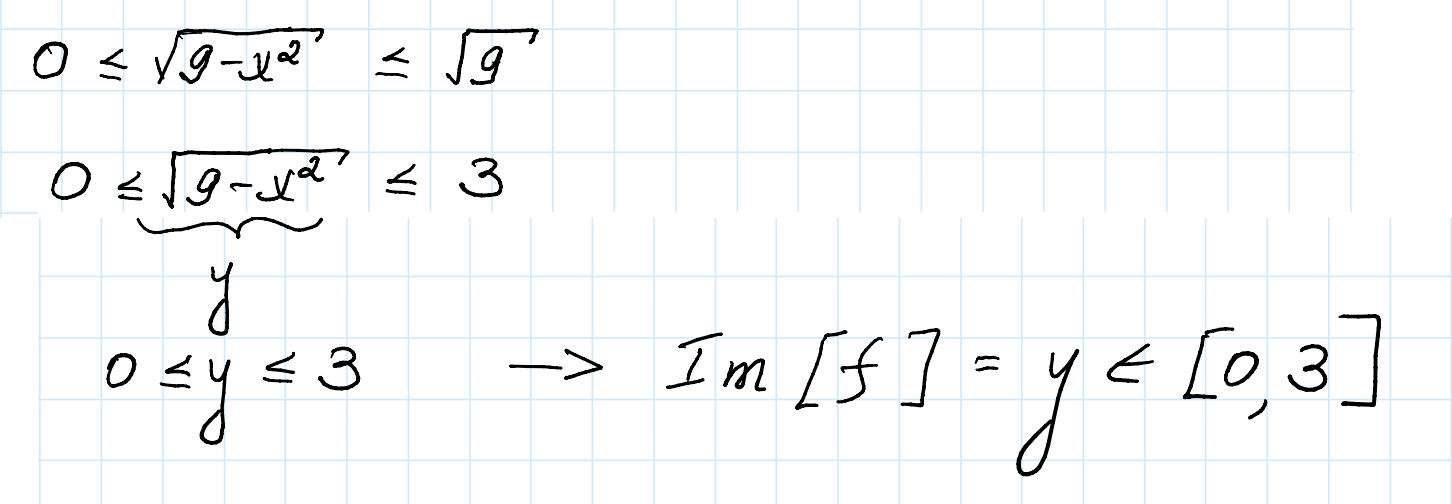 0 ≤ √(9-x²) ≤ √9
0 ≤ √(9-x²) ≤ 3
y
0 ≤ y ≤ 3 → Im[f] = y ∈ [0,3]